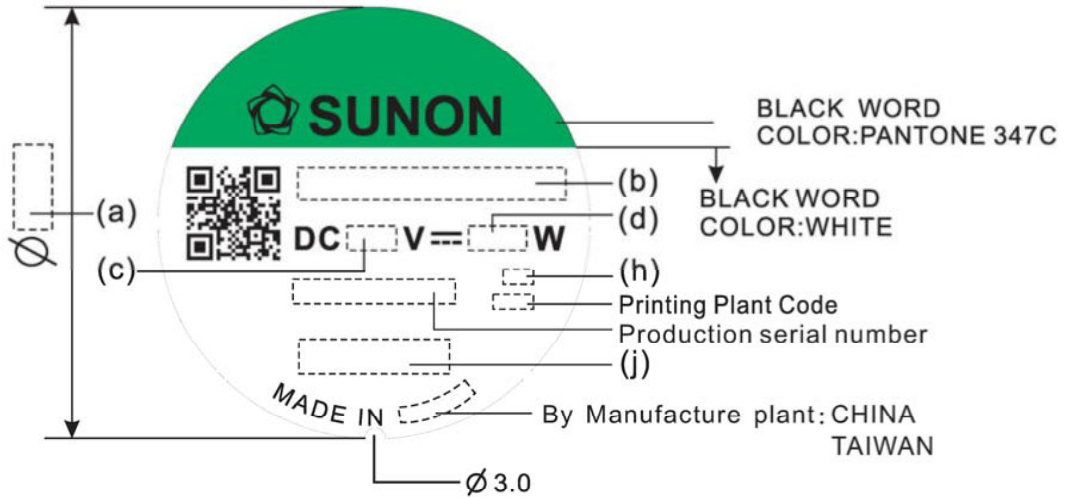 SUNON
BLACK WORD
COLOR:PANTONE 347C
BLACK WORD
COLOR:WHITE
(a)
(b)
DC V⎓ W
(d)
(c)
(h)
Printing Plant Code
Production serial number
(j)
MADE IN
By Manufacture plant: CHINA
TAIWAN
Ø
Ø 3.0